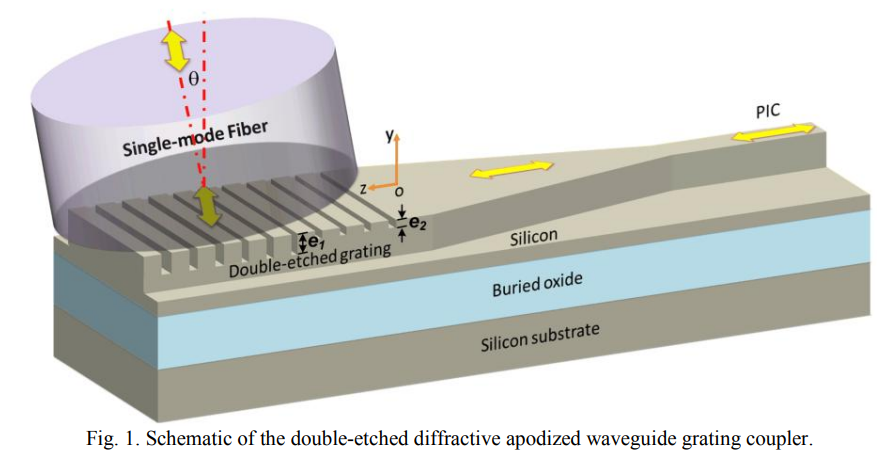 θ
Single-mode Fiber
PIC
y
z
o
e₁
e₂
Double-etched grating
Silicon
Buried oxide
Silicon substrate
Fig. 1. Schematic of the double-etched diffractive apodized waveguide grating coupler.